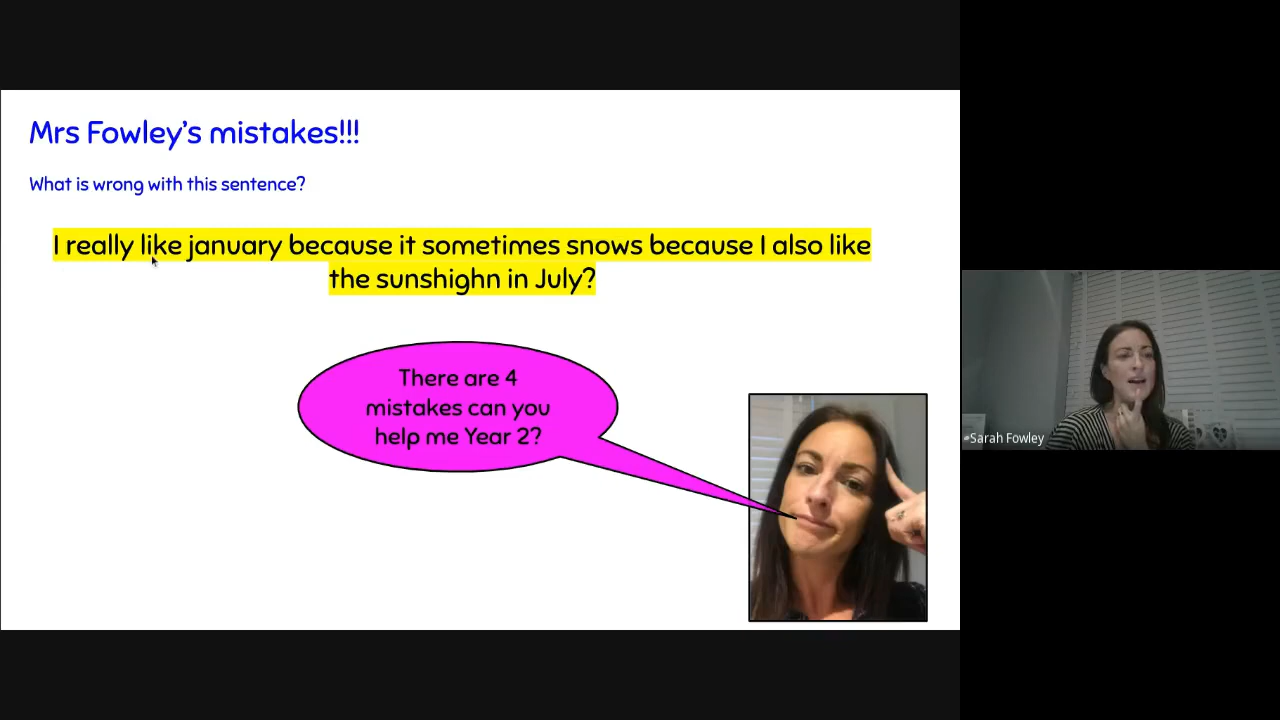 Mrs Fowley's mistakes!!!
What is wrong with this sentence?
I really like january because it sometimes snows because I also like
the sunshighn in July?
There are 4
mistakes can you
help me Year 2?
Sarah Fowley